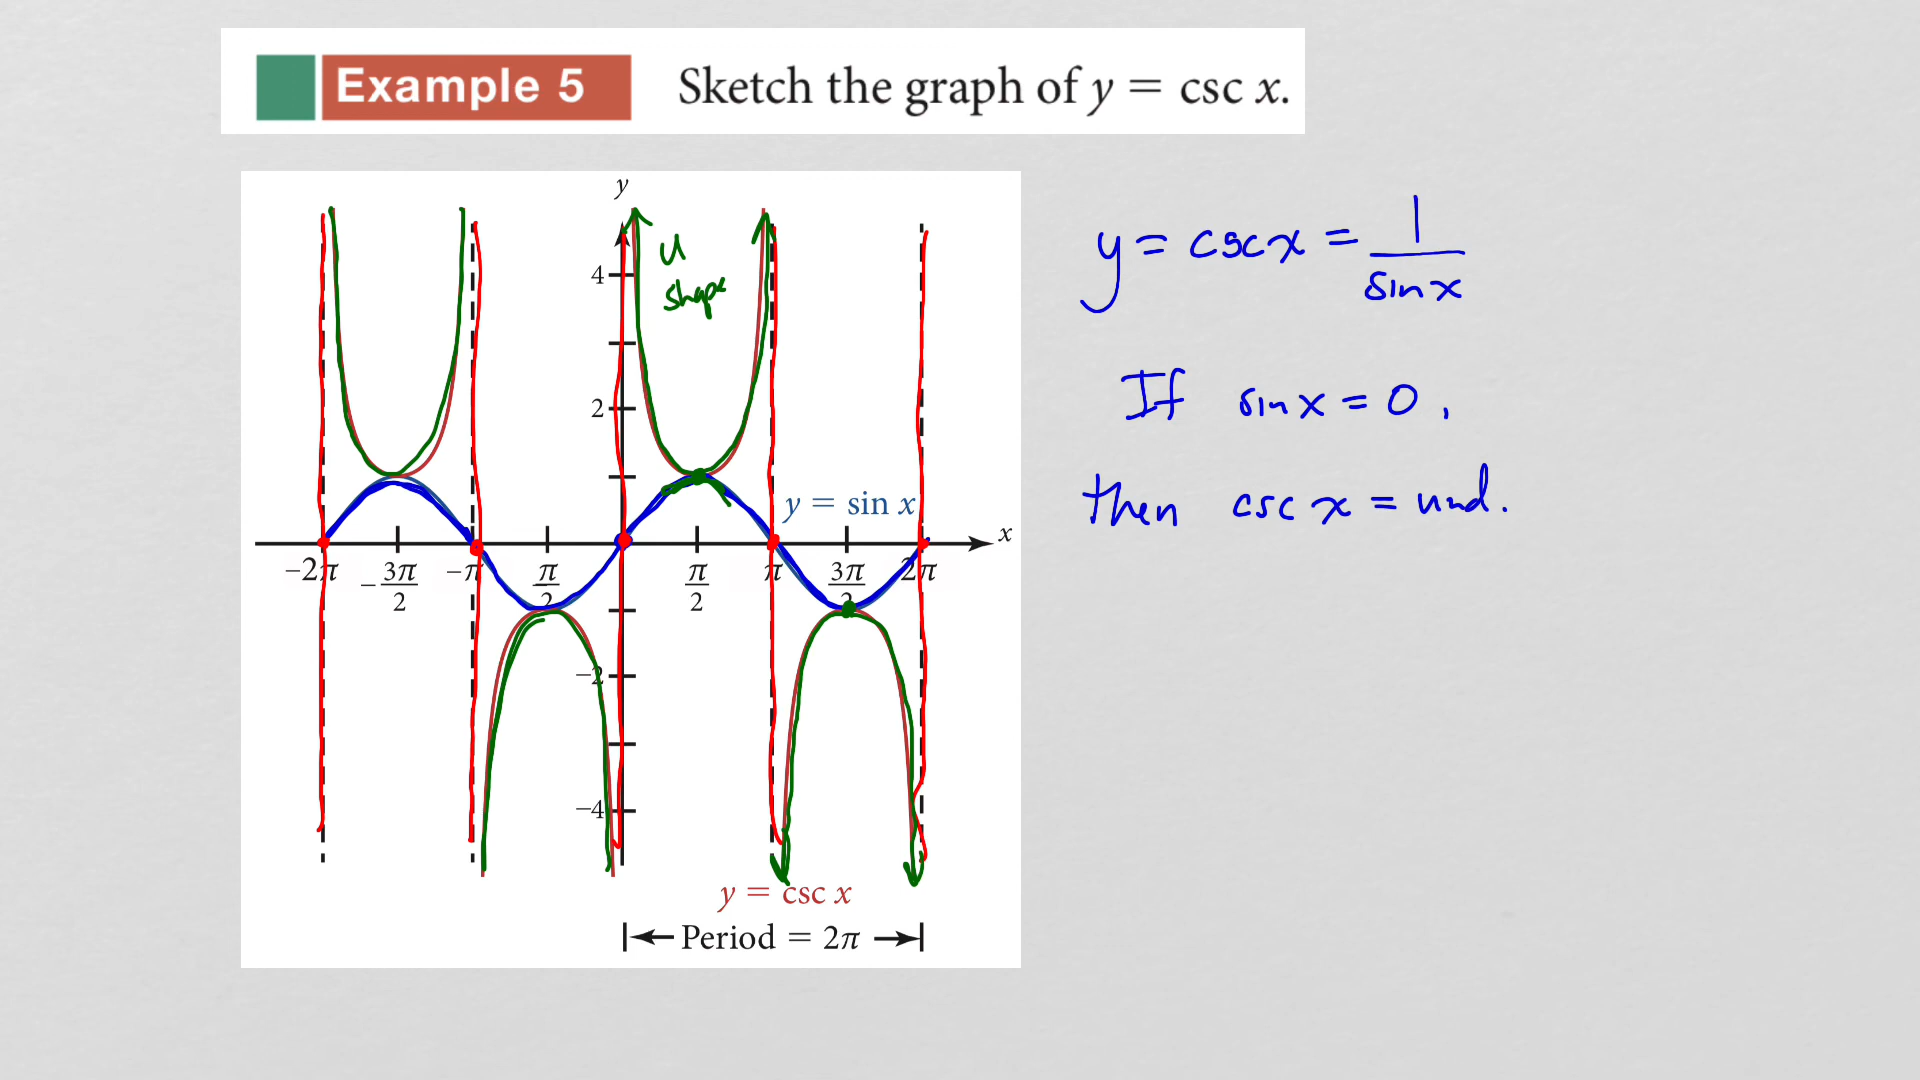 Example 5 Sketch the graph of y = csc x.
y
y = csc x = 1/sin x
U
shape
4
If sin x = 0,
2
y = sin x
then csc x = und.
x
−2π −3π/2 −π π/2 π/2 π 3π/2 2π
−2
−4
y = csc x
Period = 2π